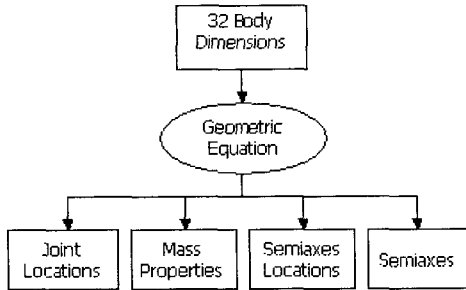 32 Body
Dimensions
Geometric
Equation
Joint
Locations
Mass
Properties
Semiaxes
Locations
Semiaxes